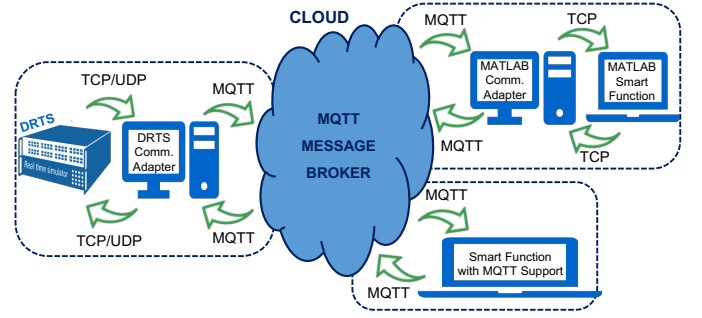 CLOUD
MQTT
TCP
TCP/UDP
MQTT
DRTS
Real time simulator
DRTS
Comm.
Adapter
TCP/UDP
MQTT
MQTT
MESSAGE
BROKER
MATLAB
Comm.
Adapter
MATLAB
Smart
Function
MQTT
TCP
MQTT
Smart Function
with MQTT Support
MQTT